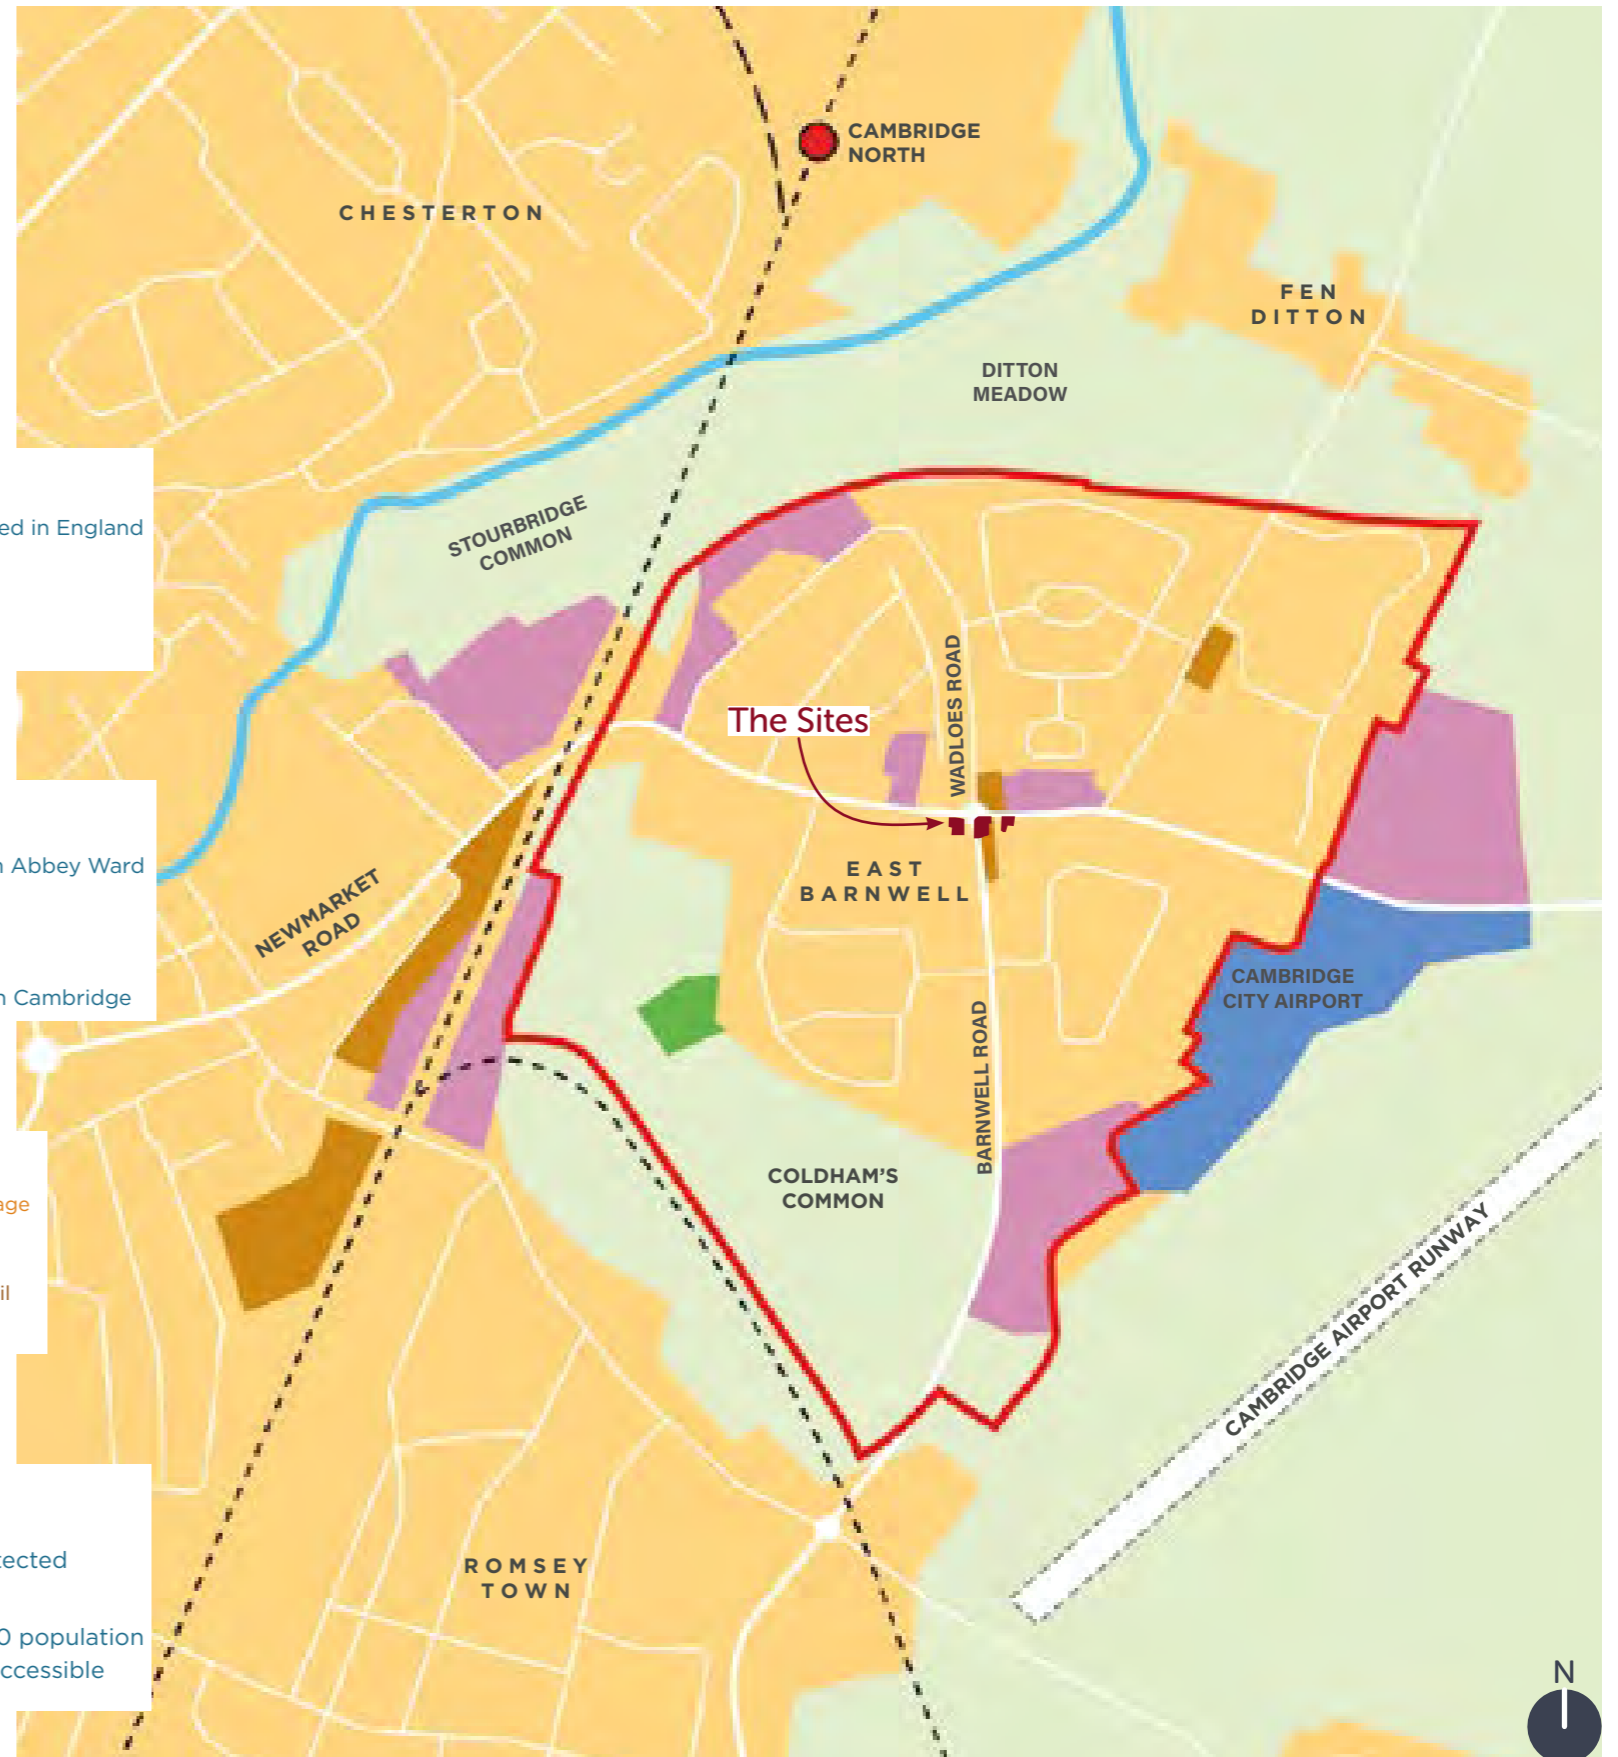 CAMBRIDGE
NORTH
CHESTERTON
FEN
DITTON
DITTON
MEADOW
STOURBRIDGE
COMMON
ed in England
WADLOES ROAD
The Sites
EAST
BARNWELL
n Abbey Ward
NEWMARKET
ROAD
CAMBRIDGE
CITY AIRPORT
n Cambridge
BARNWELL ROAD
COLDHAM'S
COMMON
age
il
CAMBRIDGE AIRPORT RUNWAY
ROMSEY
TOWN
tected
0 population
ccessible
N